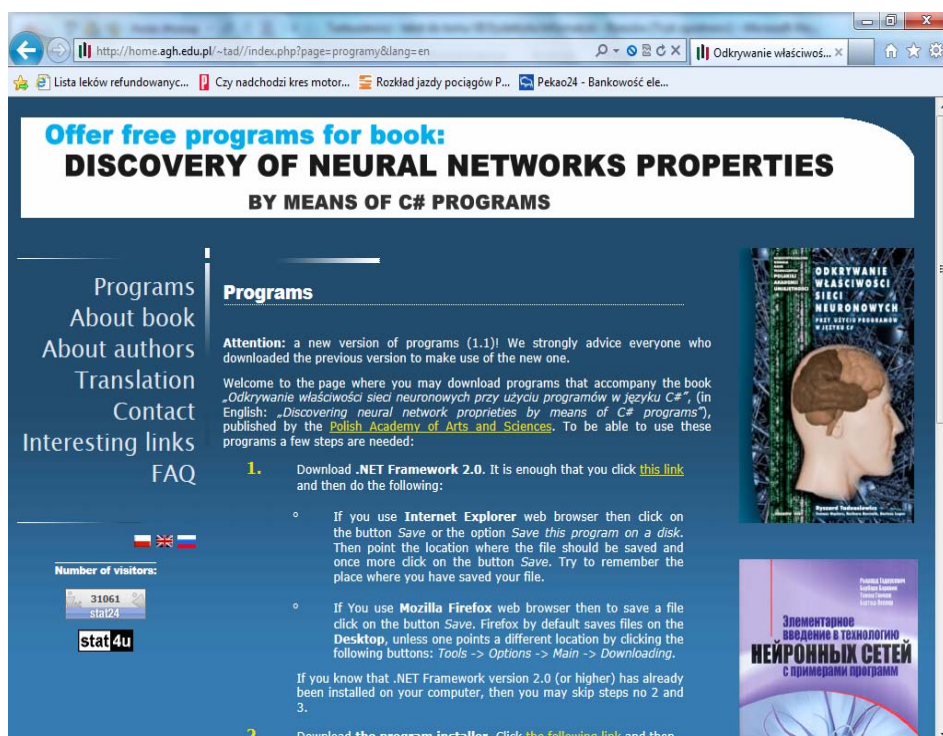 http://home.agh.edu.pl/~tad//index.php?page=programy&lang=en
Odkrywanie właściwoś...
Lista leków refundowanyc...
Czy nadchodzi kres motor...
Rozkład jazdy pociągów P...
Pekao24 - Bankowość ele...
Offer free programs for book:
DISCOVERY OF NEURAL NETWORKS PROPERTIES
BY MEANS OF C# PROGRAMS
Programs
About book
About authors
Translation
Contact
Interesting links
FAQ
Number of visitors:
31061
stat24
stat4u
Programs
Attention: a new version of programs (1.1)! We strongly advice everyone who
downloaded the previous version to make use of the new one.
Welcome to the page where you may download programs that accompany the book
„Odkrywanie właściwości sieci neuronowych przy użyciu programów w języku C#", (in
English: „Discovering neural network proprieties by means of C# programs"),
published by the Polish Academy of Arts and Sciences. To be able to use these
programs a few steps are needed:
1. Download .NET Framework 2.0. It is enough that you click this link
and then do the following:
° If you use Internet Explorer web browser then click on
the button Save or the option Save this program on a disk.
Then point the location where the file should be saved and
once more click on the button Save. Try to remember the
place where you have saved your file.
° If You use Mozilla Firefox web browser then to save a file
click on the button Save. Firefox by default saves files on the
Desktop, unless one points a different location by clicking the
following buttons: Tools -> Options -> Main -> Downloading.
If you know that .NET Framework version 2.0 (or higher) has already
been installed on your computer, then you may skip steps no 2 and
3.
2. Download the program installer. Click the following link and then
ODKRYWANIE
WŁAŚCIWOŚCI
SIECI
NEURONOWYCH
PRZY UŻYCIU PROGRAMÓW
W JĘZYKU C#
Ryszard Tadeusiewicz
Элементарное
введение в технологию
НЕЙРОННЫХ СЕТЕЙ
с примерами программ